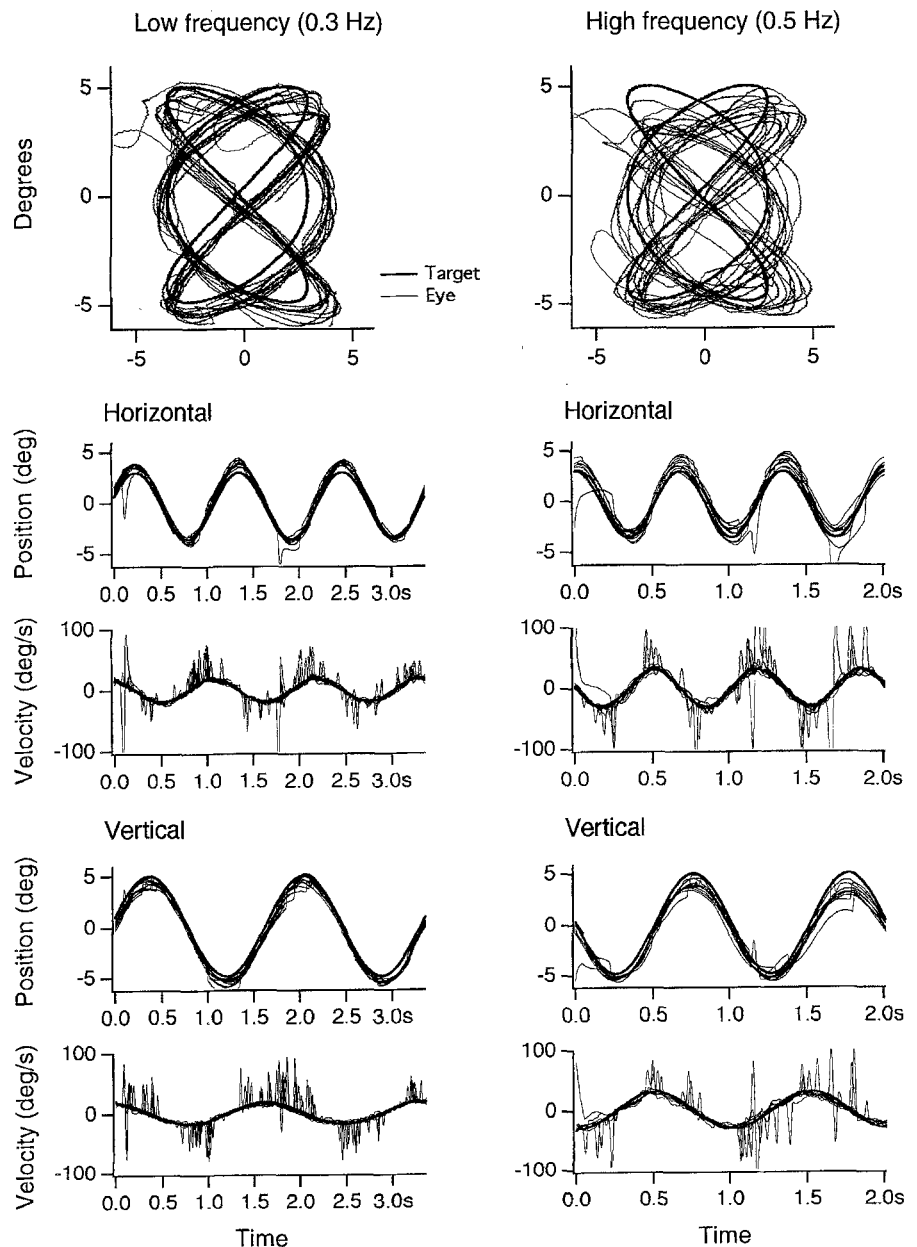 Low frequency (0.3 Hz)
High frequency (0.5 Hz)
Degrees
5
0
-5
-5
0
5
Target
Eye
5
0
-5
-5
0
5
Horizontal
Position (deg)
5
0
-5
0.0 0.5 1.0 1.5 2.0 2.5 3.0s
Horizontal
5
0
-5
0.0 0.5 1.0 1.5 2.0s
Velocity (deg/s)
100
0
-100
0.0 0.5 1.0 1.5 2.0 2.5 3.0s
100
0
-100
0.0 0.5 1.0 1.5 2.0s
Vertical
Position (deg)
5
0
-5
0.0 0.5 1.0 1.5 2.0 2.5 3.0s
Vertical
5
0
-5
0.0 0.5 1.0 1.5 2.0s
Velocity (deg/s)
100
0
-100
0.0 0.5 1.0 1.5 2.0 2.5 3.0s
Time
100
0
-100
0.0 0.5 1.0 1.5 2.0s
Time